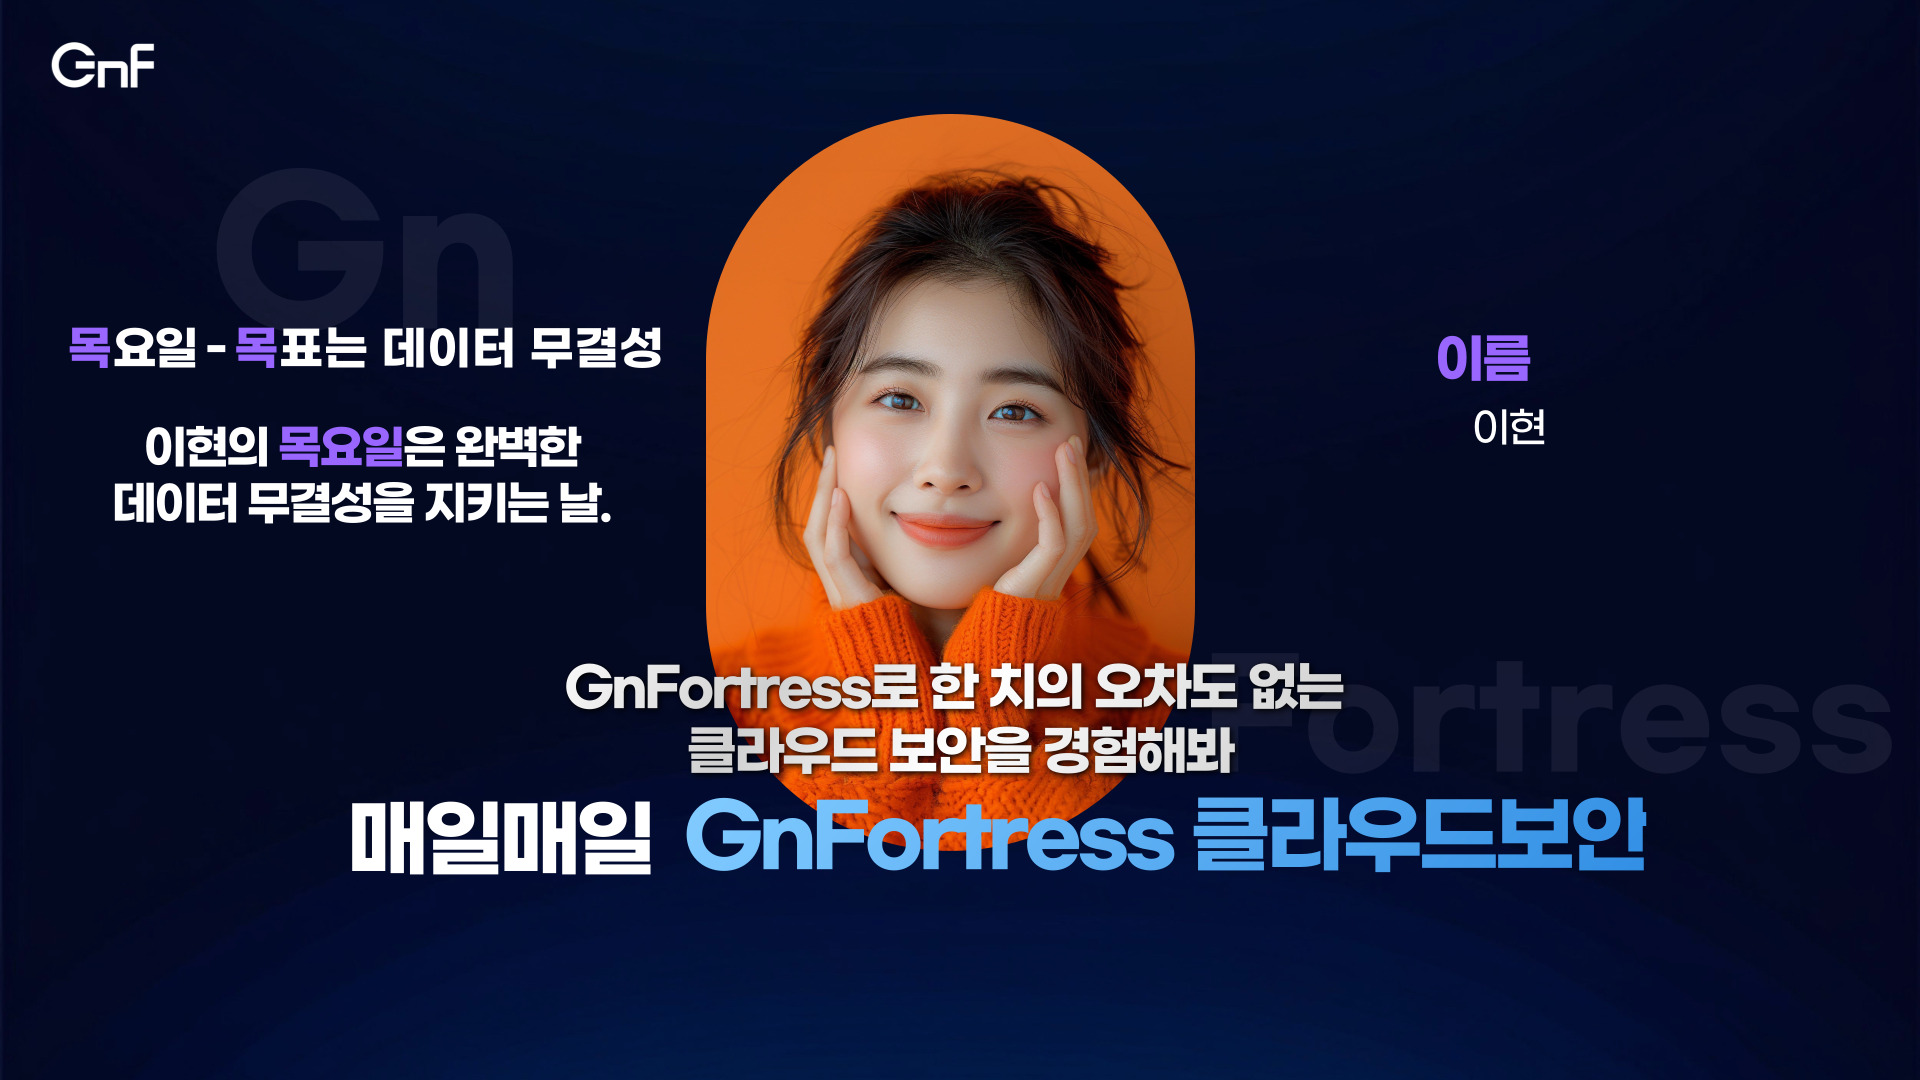 GnF
Gn
목요일 - 목표는 데이터 무결성
이현의 목요일은 완벽한
데이터 무결성을 지키는 날.
이름
이현
Fortress
GnFortress로 한 치의 오차도 없는
클라우드 보안을 경험해봐
매일매일 GnFortress 클라우드보안